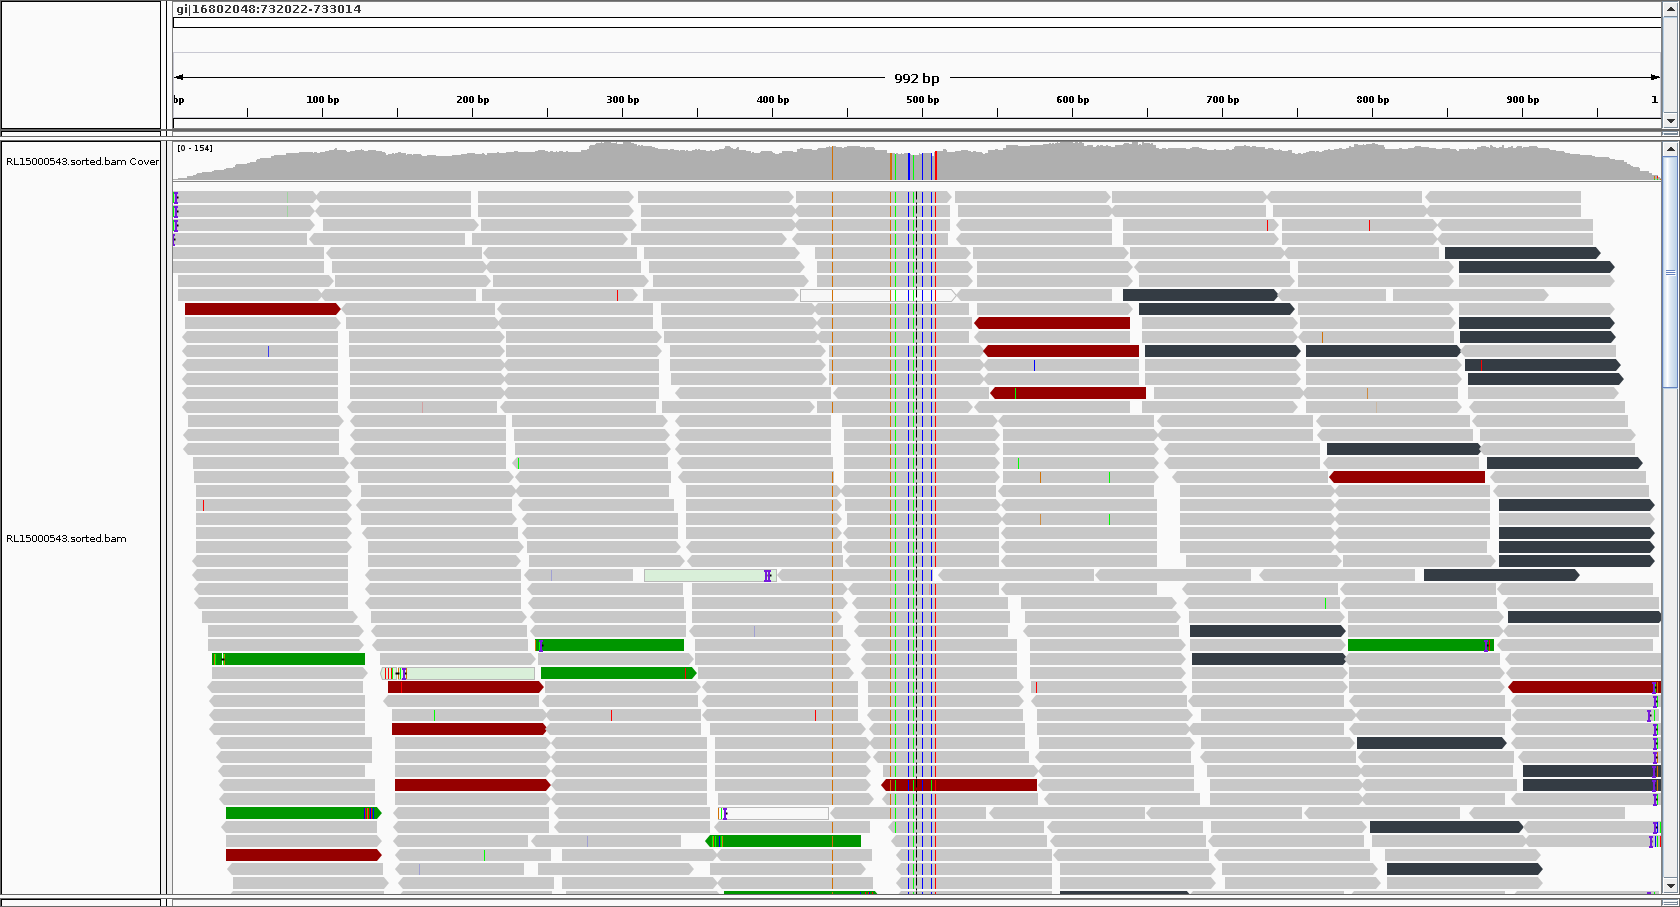 gi|16802048:732022-733014
992 bp
bp 100 bp 200 bp 300 bp 400 bp 500 bp 600 bp 700 bp 800 bp 900 bp 1
RL15000543.sorted.bam Cover
[0 - 154]
RL15000543.sorted.bam